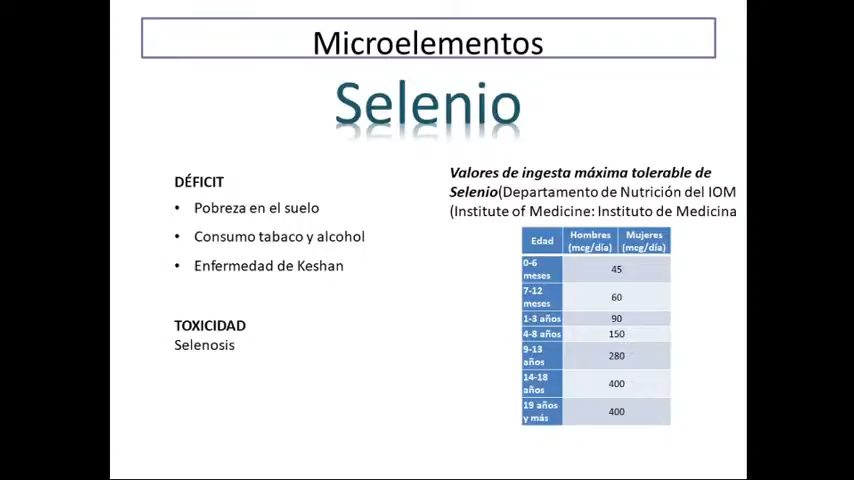 Microelementos
Selenio
DÉFICIT
• Pobreza en el suelo
• Consumo tabaco y alcohol
• Enfermedad de Keshan
TOXICIDAD
Selenosis
Valores de ingesta máxima tolerable de
Selenio(Departamento de Nutrición del IOM
(Institute of Medicine: Instituto de Medicina
Edad Hombres (mcg/día) Mujeres (mcg/día)
0-6 meses 45
7-12 meses 60
1-3 años 90
4-8 años 150
9-13 años 280
14-18 años 400
19 años y más 400